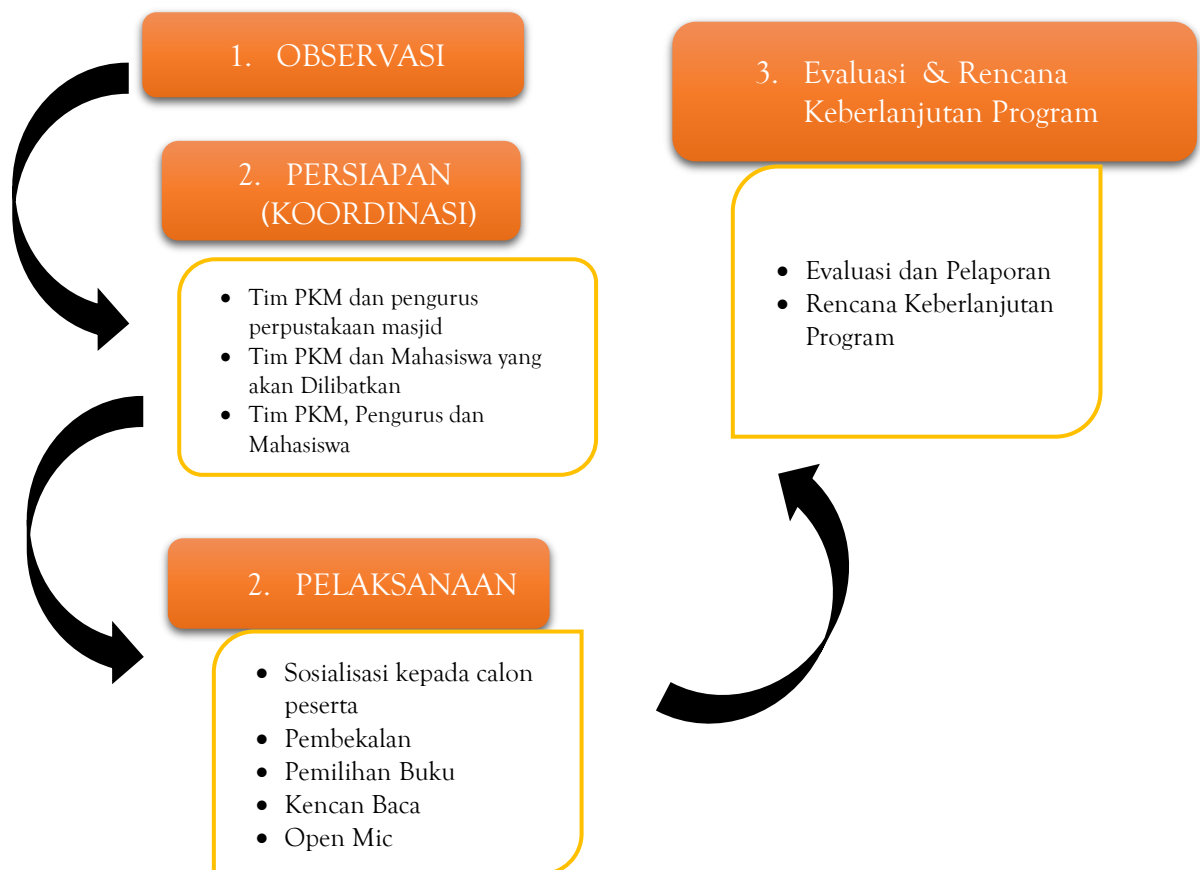 1. OBSERVASI
2. PERSIAPAN
(KOORDINASI)
• Tim PKM dan pengurus
perpustakaan masjid
• Tim PKM dan Mahasiswa yang
akan Dilibatkan
• Tim PKM, Pengurus dan
Mahasiswa
2. PELAKSANAAN
• Sosialisasi kepada calon
peserta
• Pembekalan
• Pemilihan Buku
• Kencan Baca
• Open Mic
3. Evaluasi & Rencana
Keberlanjutan Program
• Evaluasi dan Pelaporan
• Rencana Keberlanjutan
Program